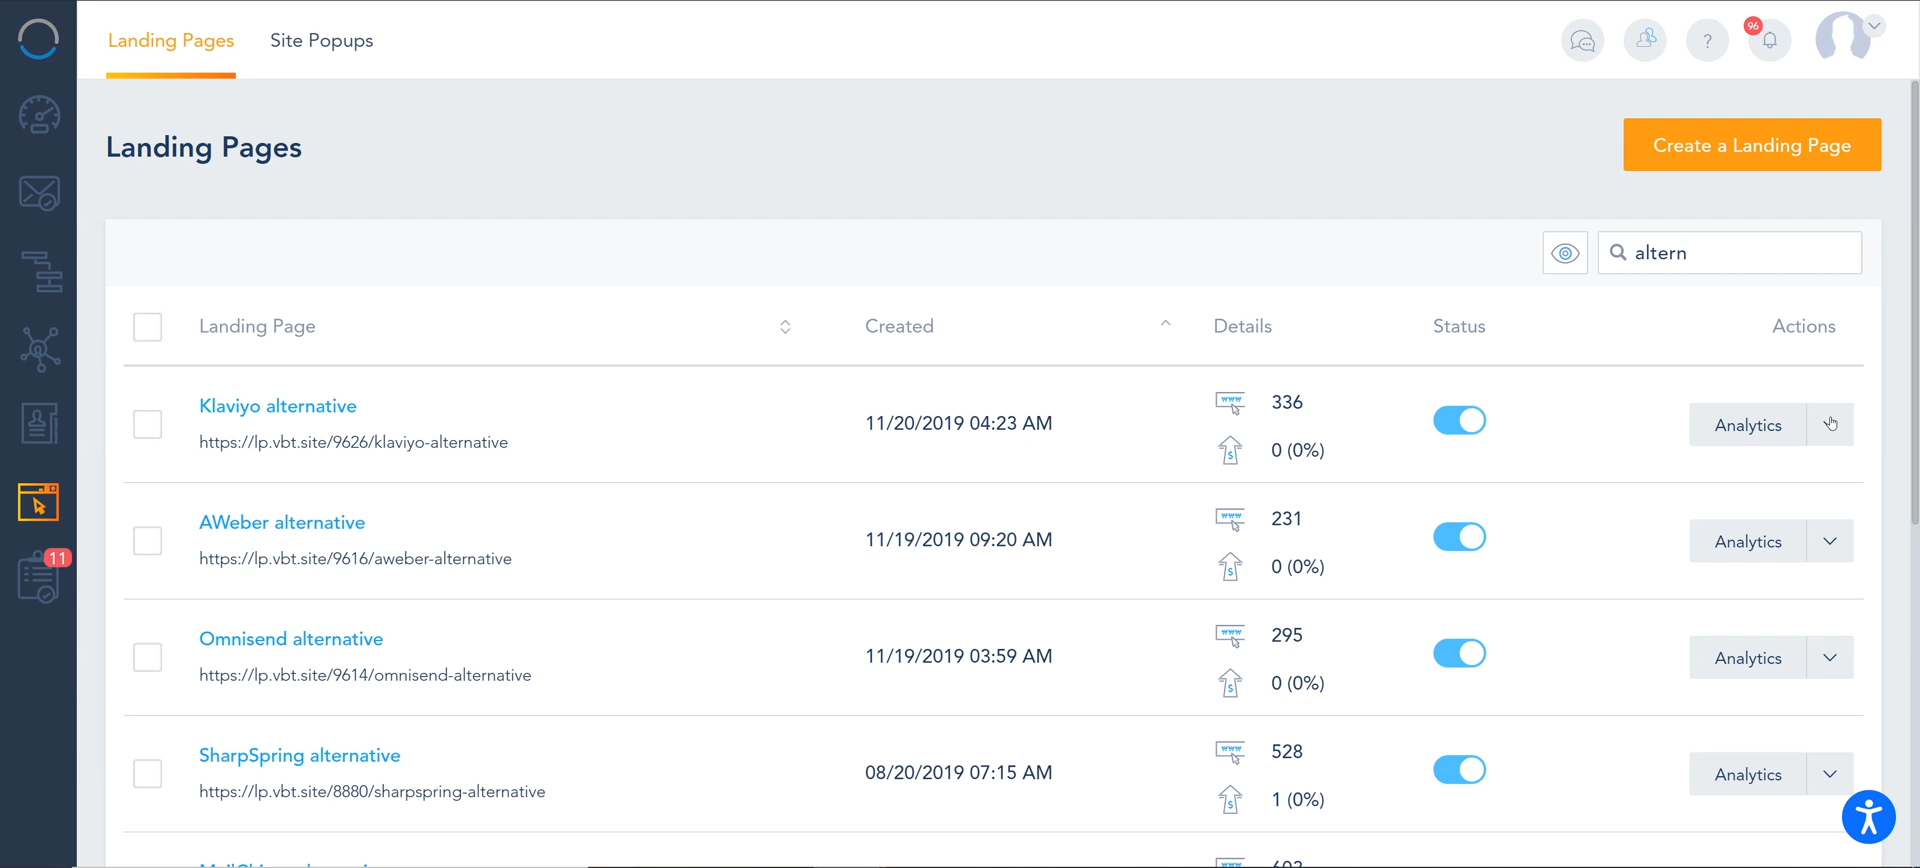 Landing Pages
Site Popups
?
96
Landing Pages
Create a Landing Page
altern
Landing Page
Created
Details
Status
Actions
Klaviyo alternative
https://lp.vbt.site/9626/klaviyo-alternative
11/20/2019 04:23 AM
www
336
$
0 (0%)
Analytics
AWeber alternative
https://lp.vbt.site/9616/aweber-alternative
11/19/2019 09:20 AM
www
231
$
0 (0%)
Analytics
11
Omnisend alternative
https://lp.vbt.site/9614/omnisend-alternative
11/19/2019 03:59 AM
www
295
$
0 (0%)
Analytics
SharpSpring alternative
https://lp.vbt.site/8880/sharpspring-alternative
08/20/2019 07:15 AM
www
528
$
1 (0%)
Analytics